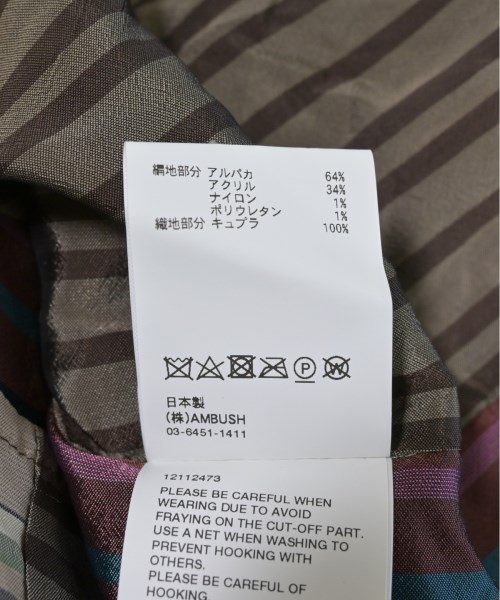 編地部分 アルパカ 64%
アクリル 34%
ナイロン 1%
ポリウレタン 1%
織地部分 キュプラ 100%
P W
日本製
(株)AMBUSH
03-6451-1411
12112473
PLEASE BE CAREFUL WHEN
WEARING DUE TO AVOID
FRAYING ON THE CUT-OFF PART.
USE A NET WHEN WASHING TO
PREVENT HOOKING WITH
OTHERS.
PLEASE BE CAREFUL OF
HOOKING.